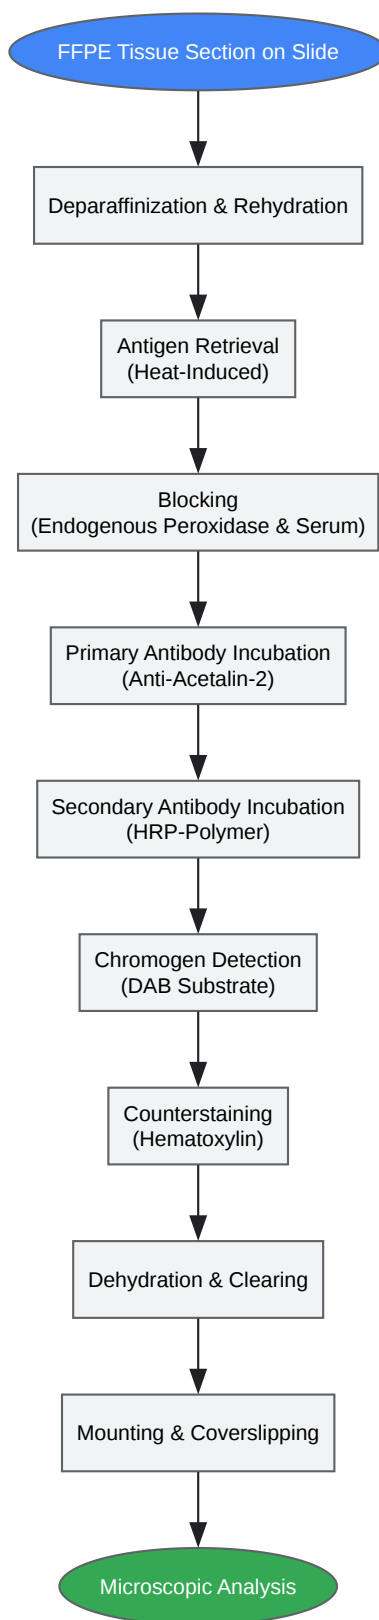 FFPE Tissue Section on Slide
Deparaffinization & Rehydration
Antigen Retrieval
(Heat-Induced)
Blocking
(Endogenous Peroxidase & Serum)
Primary Antibody Incubation
(Anti-Acetalin-2)
Secondary Antibody Incubation
(HRP-Polymer)
Chromogen Detection
(DAB Substrate)
Counterstaining
(Hematoxylin)
Dehydration & Clearing
Mounting & Coverslipping
Microscopic Analysis